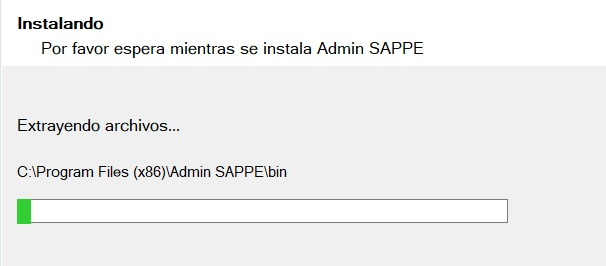 Instalando
Por favor espera mientras se instala Admin SAPPE
Extrayendo archivos...
C:\Program Files (x86)\Admin SAPPE\bin